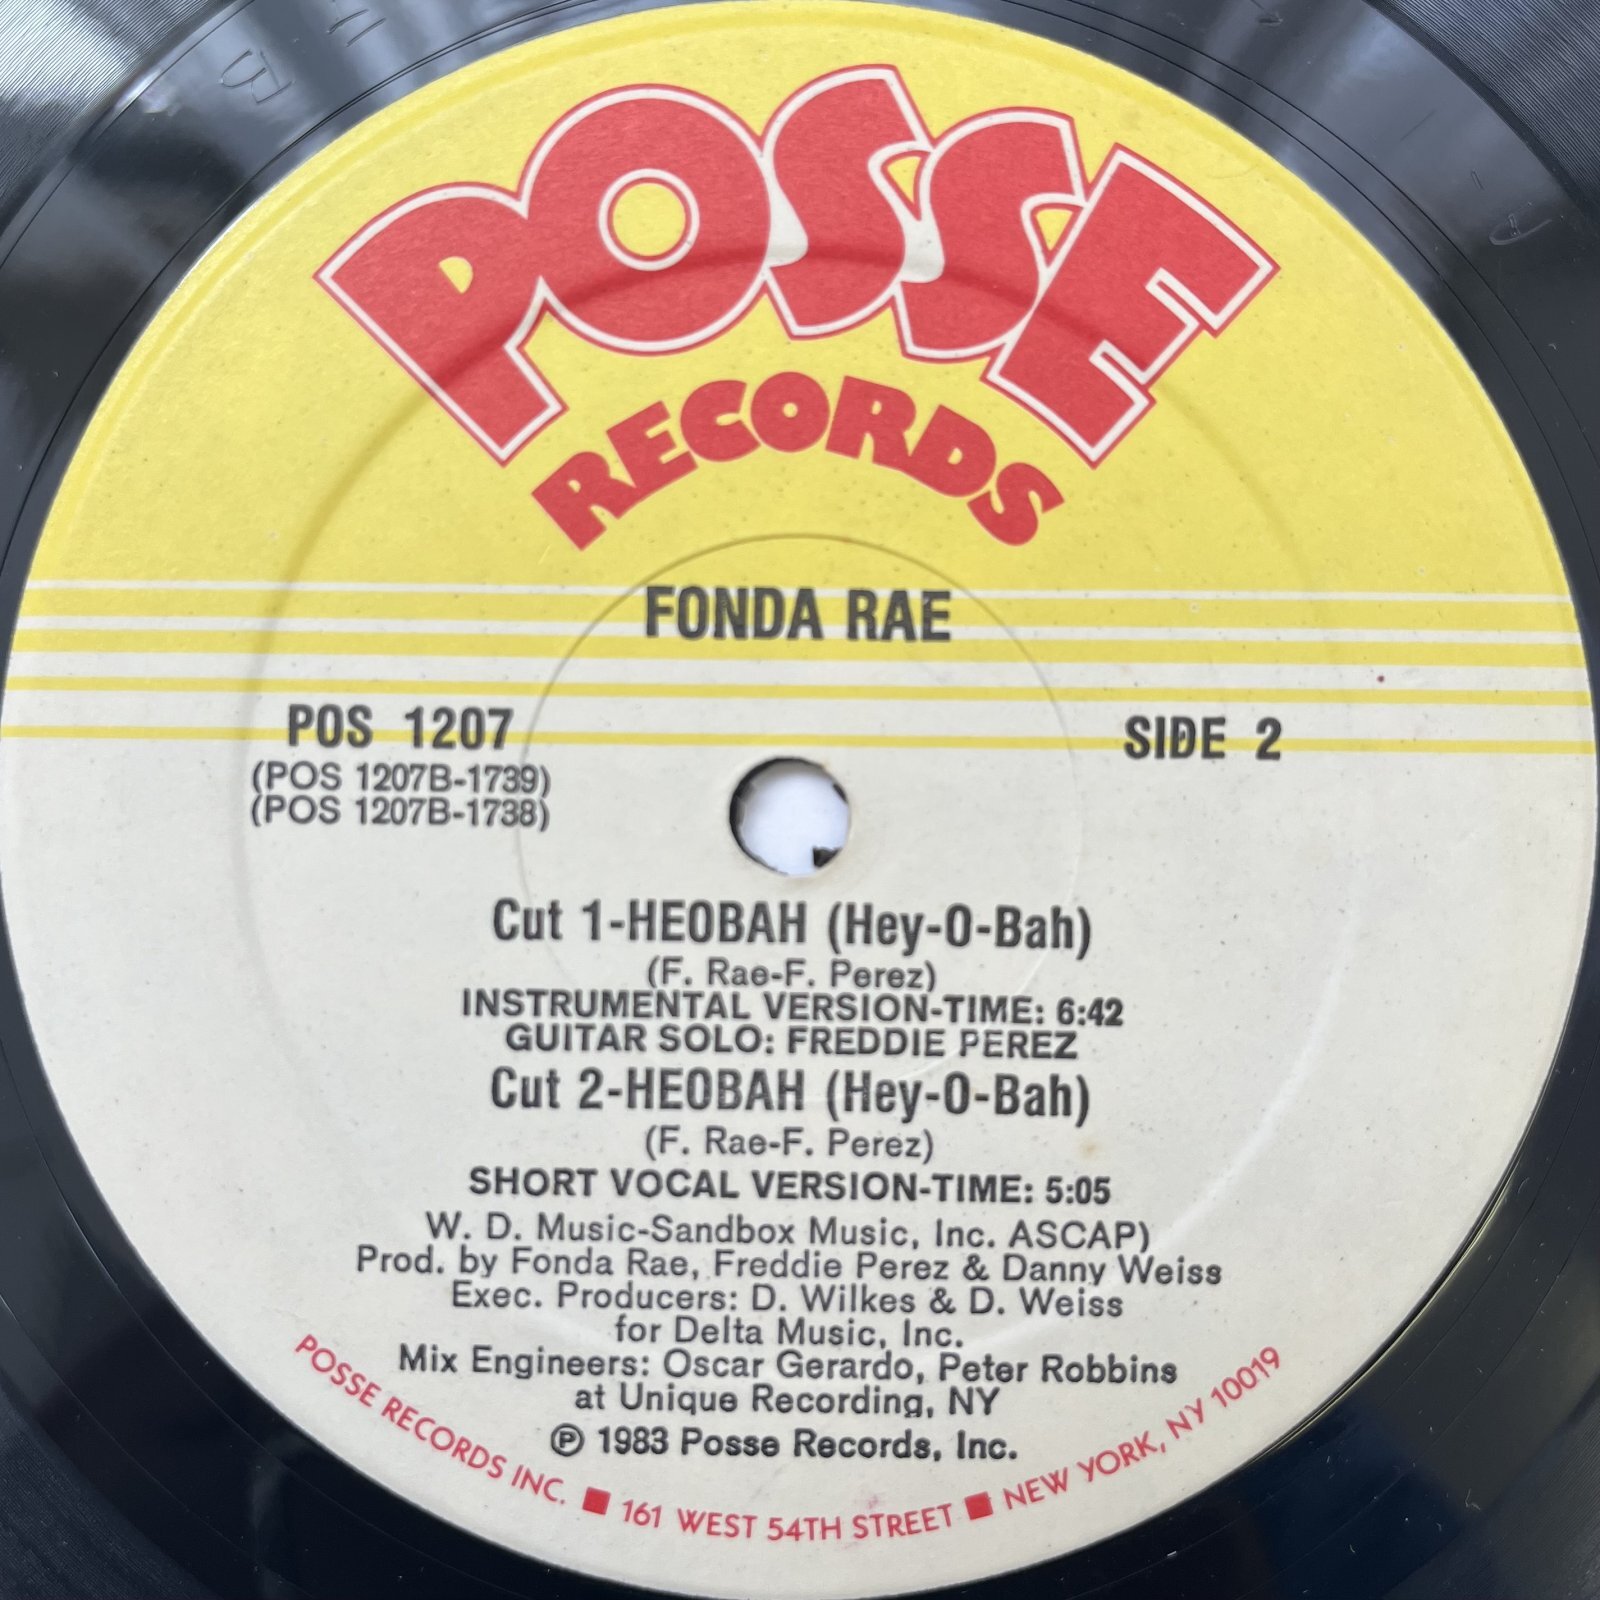 POSSE
RECORDS
FONDA RAE
POS 1207
SIDE 2
(POS 1207B-1739)
(POS 1207B-1738)
Cut 1-HEOBAH (Hey-O-Bah)
(F. Rae-F. Perez)
INSTRUMENTAL VERSION-TIME: 6:42
GUITAR SOLO: FREDDIE PEREZ
Cut 2-HEOBAH (Hey-O-Bah)
(F. Rae-F. Perez)
SHORT VOCAL VERSION-TIME: 5:05
W. D. Music-Sandbox Music, Inc. ASCAP)
Prod. by Fonda Rae, Freddie Perez & Danny Weiss
Exec. Producers: D. Wilkes & D. Weiss
for Delta Music, Inc.
Mix Engineers: Oscar Gerardo, Peter Robbins
at Unique Recording, NY
℗ 1983 Posse Records, Inc.
POSSE RECORDS INC. ■ 161 WEST 54TH STREET ■ NEW YORK, NY 10019